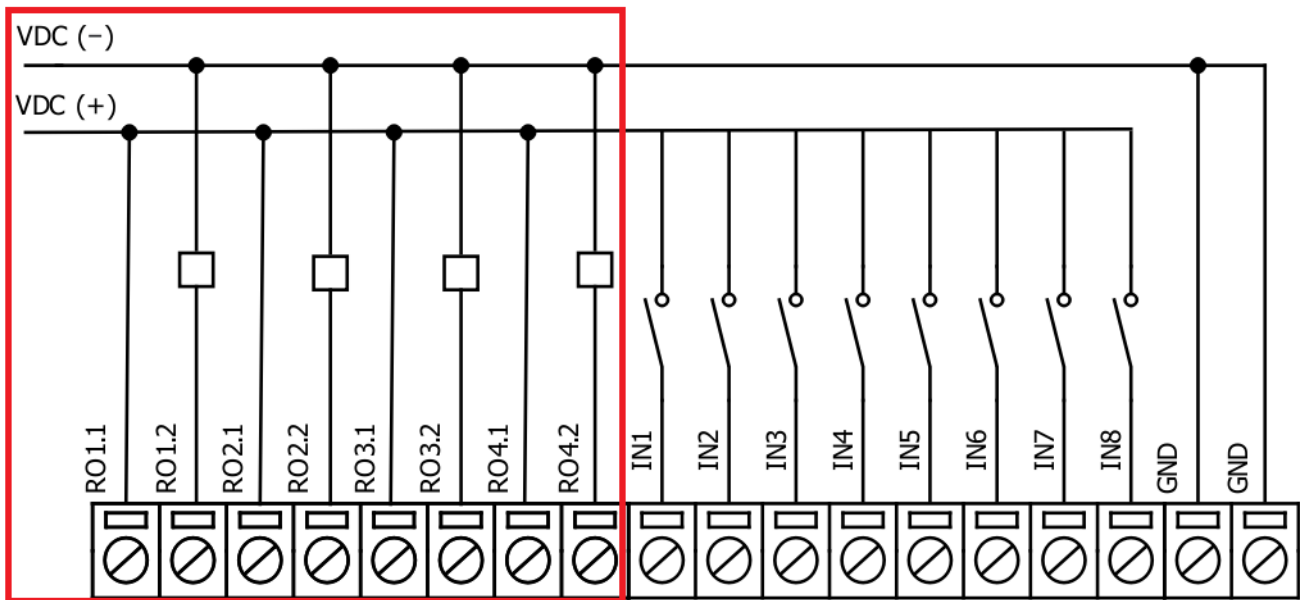 VDC (−)
VDC (+)
RO1.1
RO1.2
RO2.1
RO2.2
RO3.1
RO3.2
RO4.1
RO4.2
IN1
IN2
IN3
IN4
IN5
IN6
IN7
IN8
GND
GND